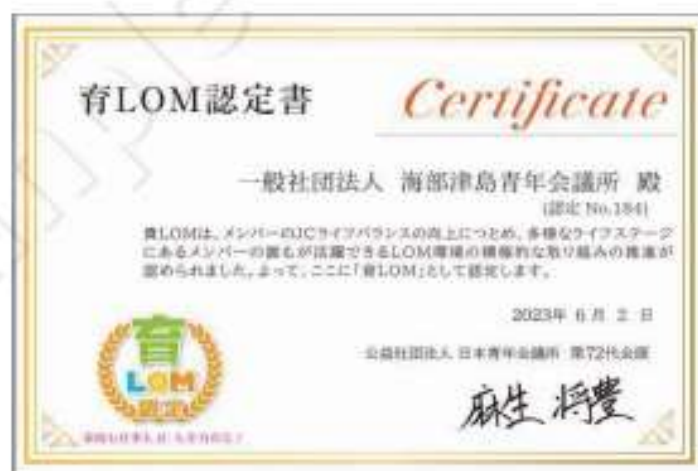 育LOM認定書
Certificate
一般社団法人 海部津島青年会議所 殿
(認定 No.184)
貴LOMは、メンバーのJCライフバランスの向上につとめ、多様なライフステージ
にあるメンバーの誰もが活躍できるLOM環境の積極的な取り組みの推進が
認められました。よって、ここに「育LOM」として認定します。
2023年 6 月 2 日
公益社団法人 日本青年会議所 第72代会頭
麻生 将豊
育
LOM
認定